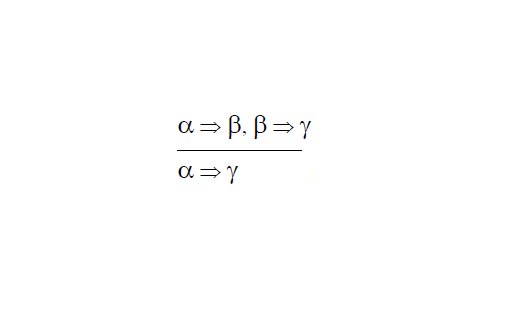 α ⇒ β, β ⇒ γ
α ⇒ γ